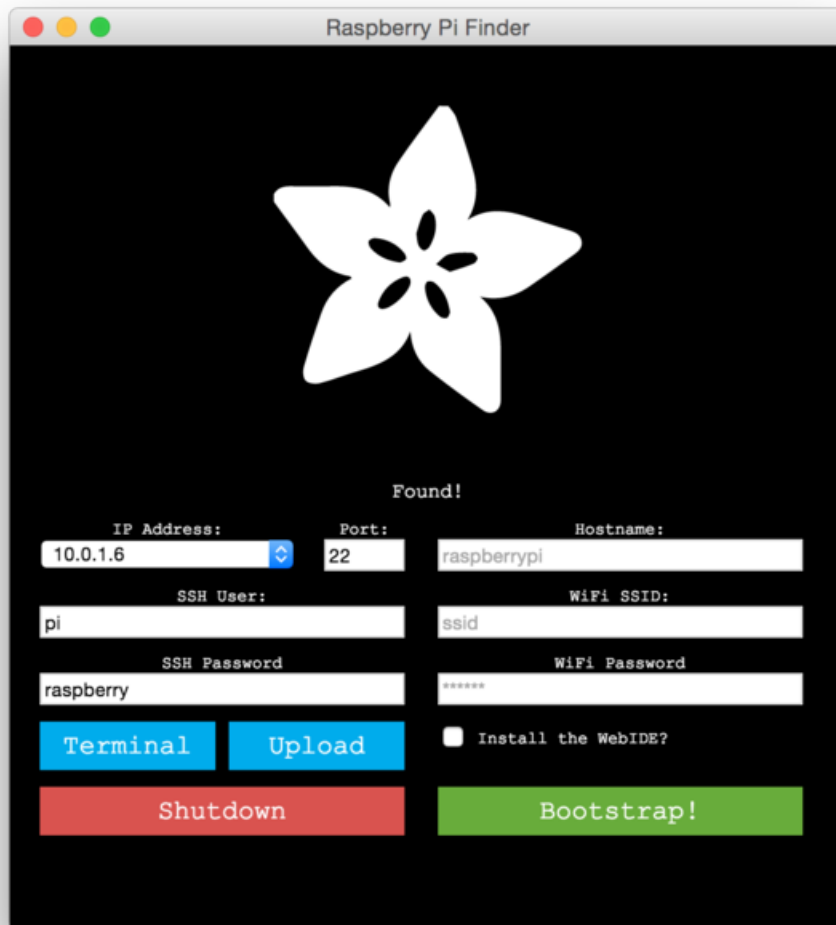 Raspberry Pi Finder
Found!
IP Address: Port: Hostname:
10.0.1.6 22 raspberrypi
SSH User: WiFi SSID:
pi ssid
SSH Password WiFi Password
raspberry ******
Terminal Upload Install the WebIDE?
Shutdown Bootstrap!